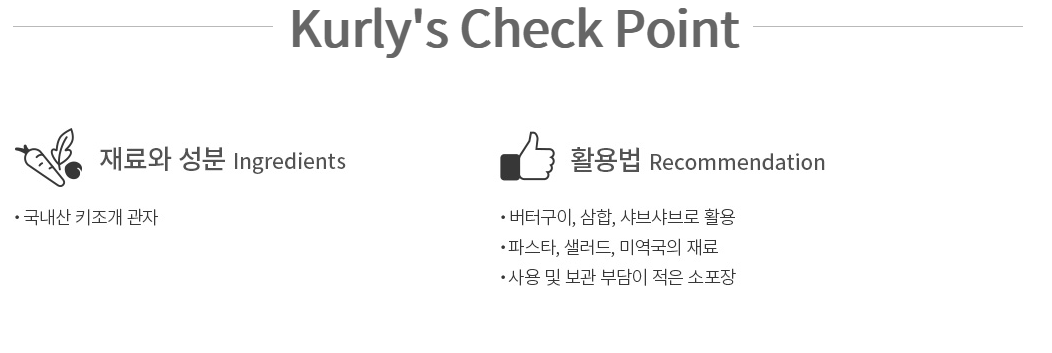 Kurly's Check Point
재료와 성분 Ingredients
• 국내산 키조개 관자
활용법 Recommendation
• 버터구이, 삼합, 샤브샤브로 활용
• 파스타, 샐러드, 미역국의 재료
• 사용 및 보관 부담이 적은 소포장